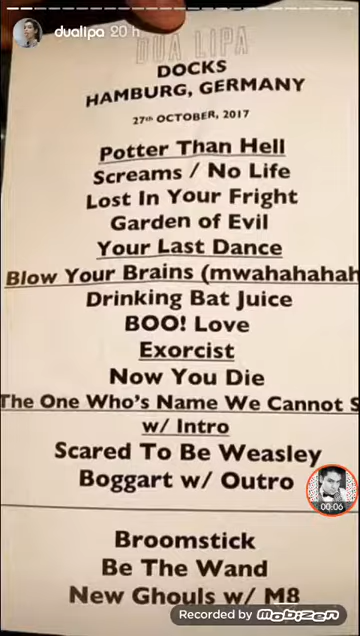 dualipa 20 h
DUA LIPA
DOCKS
HAMBURG, GERMANY
27th OCTOBER, 2017
Potter Than Hell
Screams / No Life
Lost In Your Fright
Garden of Evil
Your Last Dance
Blow Your Brains (mwahahahah
Drinking Bat Juice
BOO! Love
Exorcist
Now You Die
The One Who's Name We Cannot S
w/ Intro
Scared To Be Weasley
Boggart w/ Outro
00:06
Broomstick
Be The Wand
New Ghouls w/ M8
Recorded by Mobizen